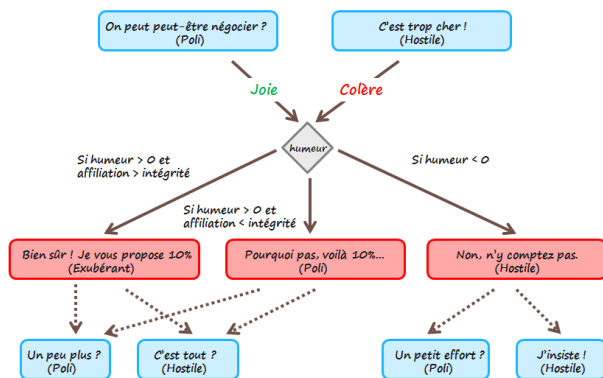 On peut peut-être négocier ?
(Poli)
C'est trop cher !
(Hostile)
Joie
Colère
humeur
Si humeur > 0 et
affiliation > intégrité
Si humeur < 0
Si humeur > 0 et
affiliation < intégrité
Bien sûr ! Je vous propose 10%
(Exubérant)
Pourquoi pas, voilà 10%...
(Poli)
Non, n'y comptez pas.
(Hostile)
Un peu plus ?
(Poli)
C'est tout ?
(Hostile)
Un petit effort ?
(Poli)
J'insiste !
(Hostile)